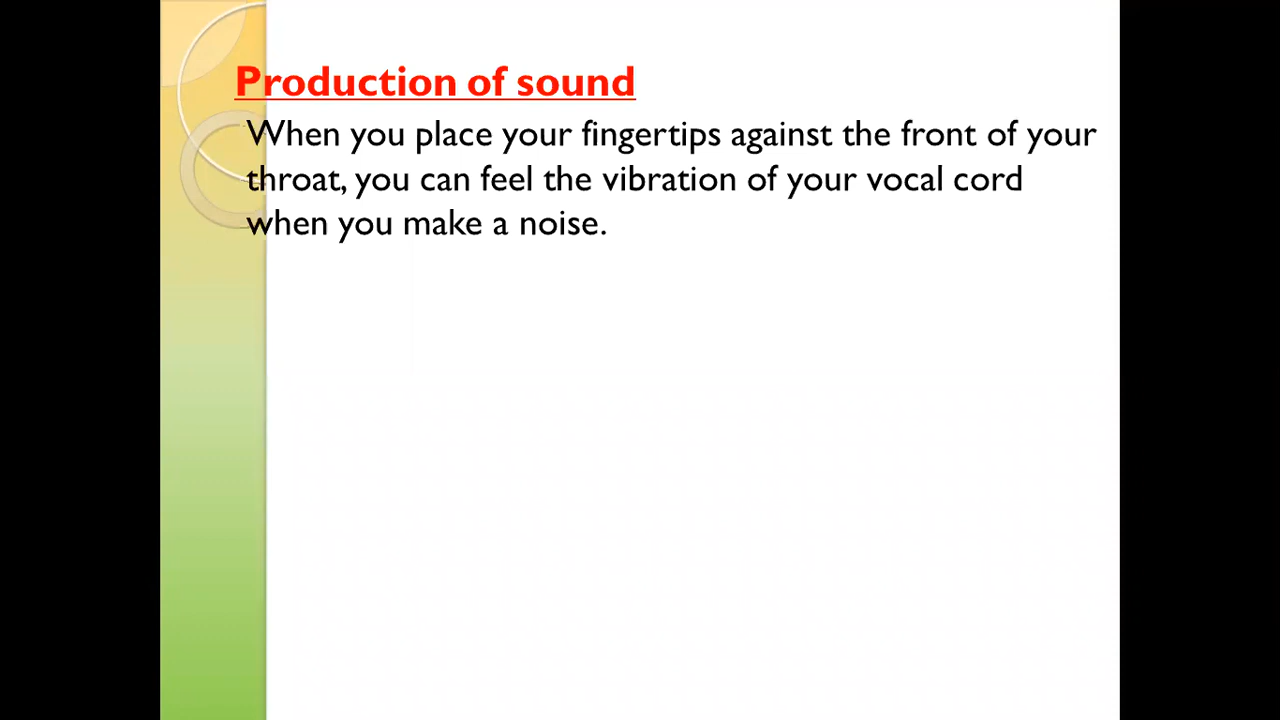 Production of sound
When you place your fingertips against the front of your
throat, you can feel the vibration of your vocal cord
when you make a noise.